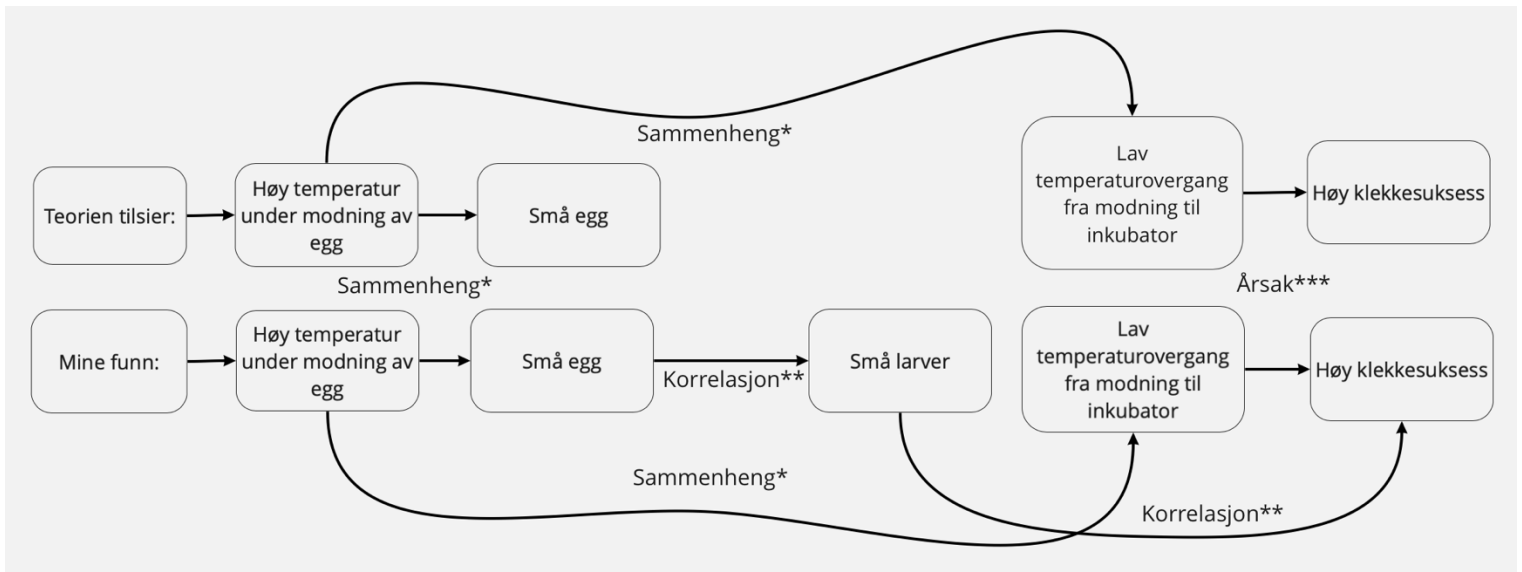 Sammenheng*
Teorien tilsier:
Høy temperatur
under modning av
egg
Små egg
Lav
temperaturovergang
fra modning til
inkubator
Høy klekkesuksess
Sammenheng*
Årsak***
Mine funn:
Høy temperatur
under modning av
egg
Små egg
Korrelasjon**
Små larver
Lav
temperaturovergang
fra modning til
inkubator
Høy klekkesuksess
Sammenheng*
Korrelasjon**